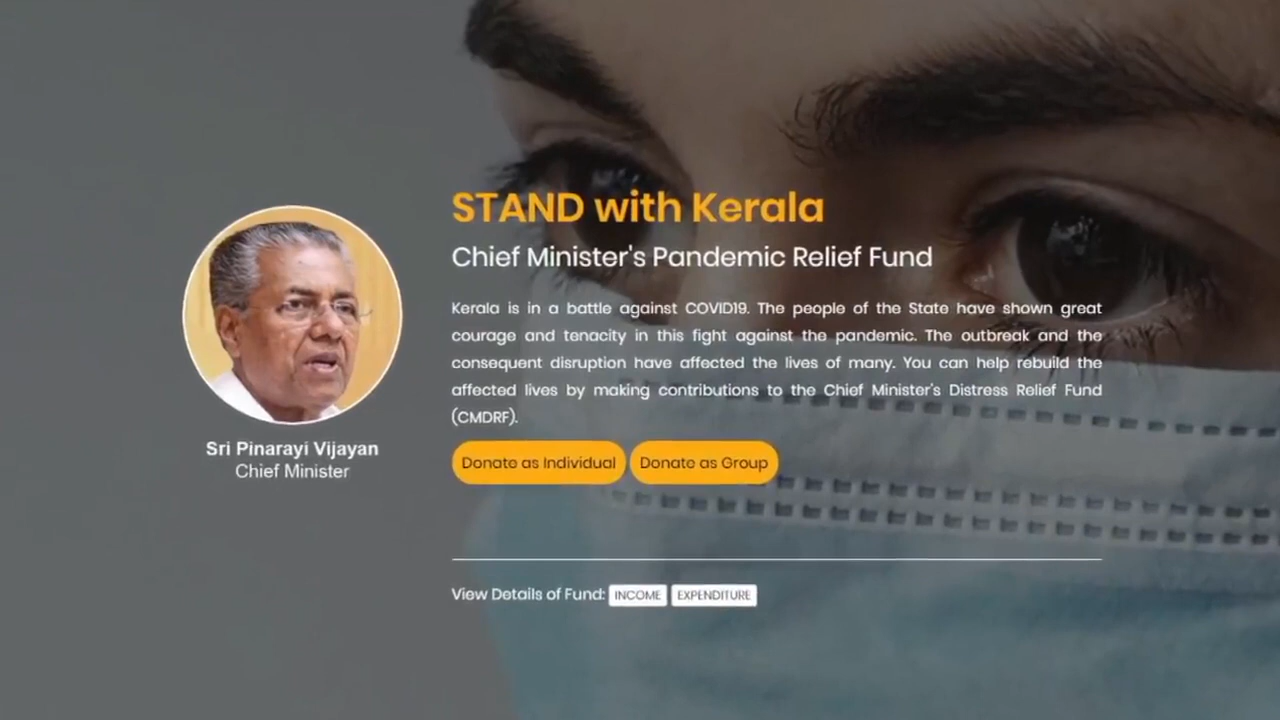 STAND with Kerala
Chief Minister's Pandemic Relief Fund
Kerala is in a battle against COVID19. The people of the State have shown great
courage and tenacity in this fight against the pandemic. The outbreak and the
consequent disruption have affected the lives of many. You can help rebuild the
affected lives by making contributions to the Chief Minister's Distress Relief Fund
(CMDRF).
Sri Pinarayi Vijayan
Chief Minister
Donate as Individual Donate as Group
View Details of Fund: INCOME EXPENDITURE